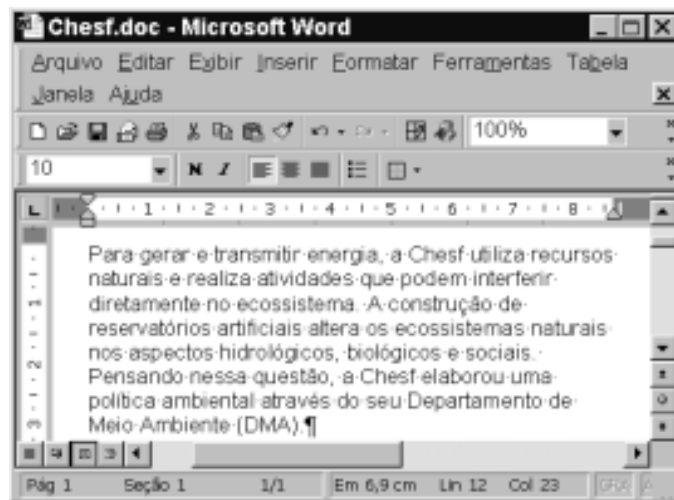 Chesf.doc - Microsoft Word
Arquivo Editar Exibir Inserir Formatar Ferramentas Tabela
Janela Ajuda
100%
10 N I
1 2 3 4 5 6 7 8
Para gerar e transmitir energia, a Chesf utiliza recursos
naturais e realiza atividades que podem interferir
diretamente no ecossistema. A construção de
reservatórios artificiais altera os ecossistemas naturais
nos aspectos hidrológicos, biológicos e sociais.
Pensando nessa questão, a Chesf elaborou uma
política ambiental através do seu Departamento de
Meio Ambiente (DMA).¶
1
2
3
Pág 1 Seção 1 1/1 Em 6,9 cm Lin 12 Col 23 GRA